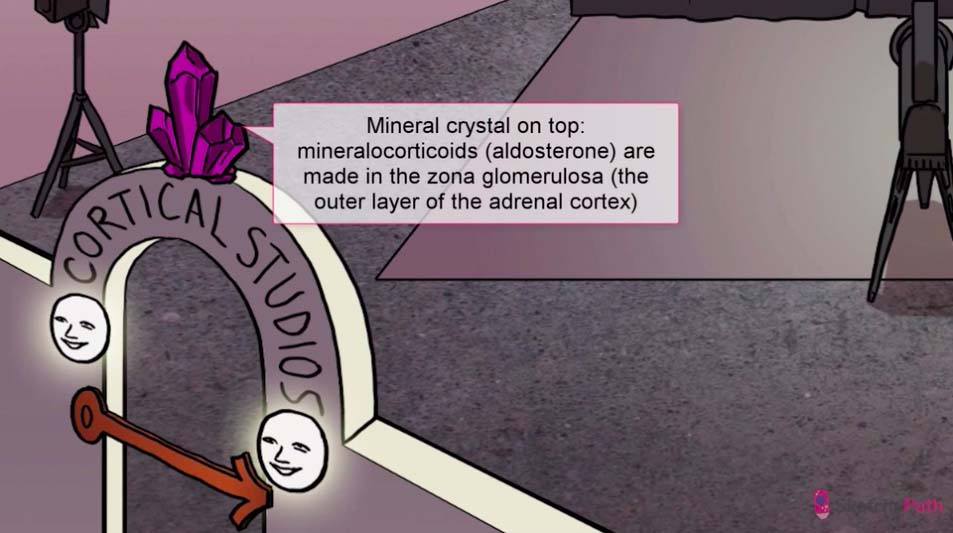 Mineral crystal on top:
mineralocorticoids (aldosterone) are
made in the zona glomerulosa (the
outer layer of the adrenal cortex)
CORTICAL STUDIOS
Path